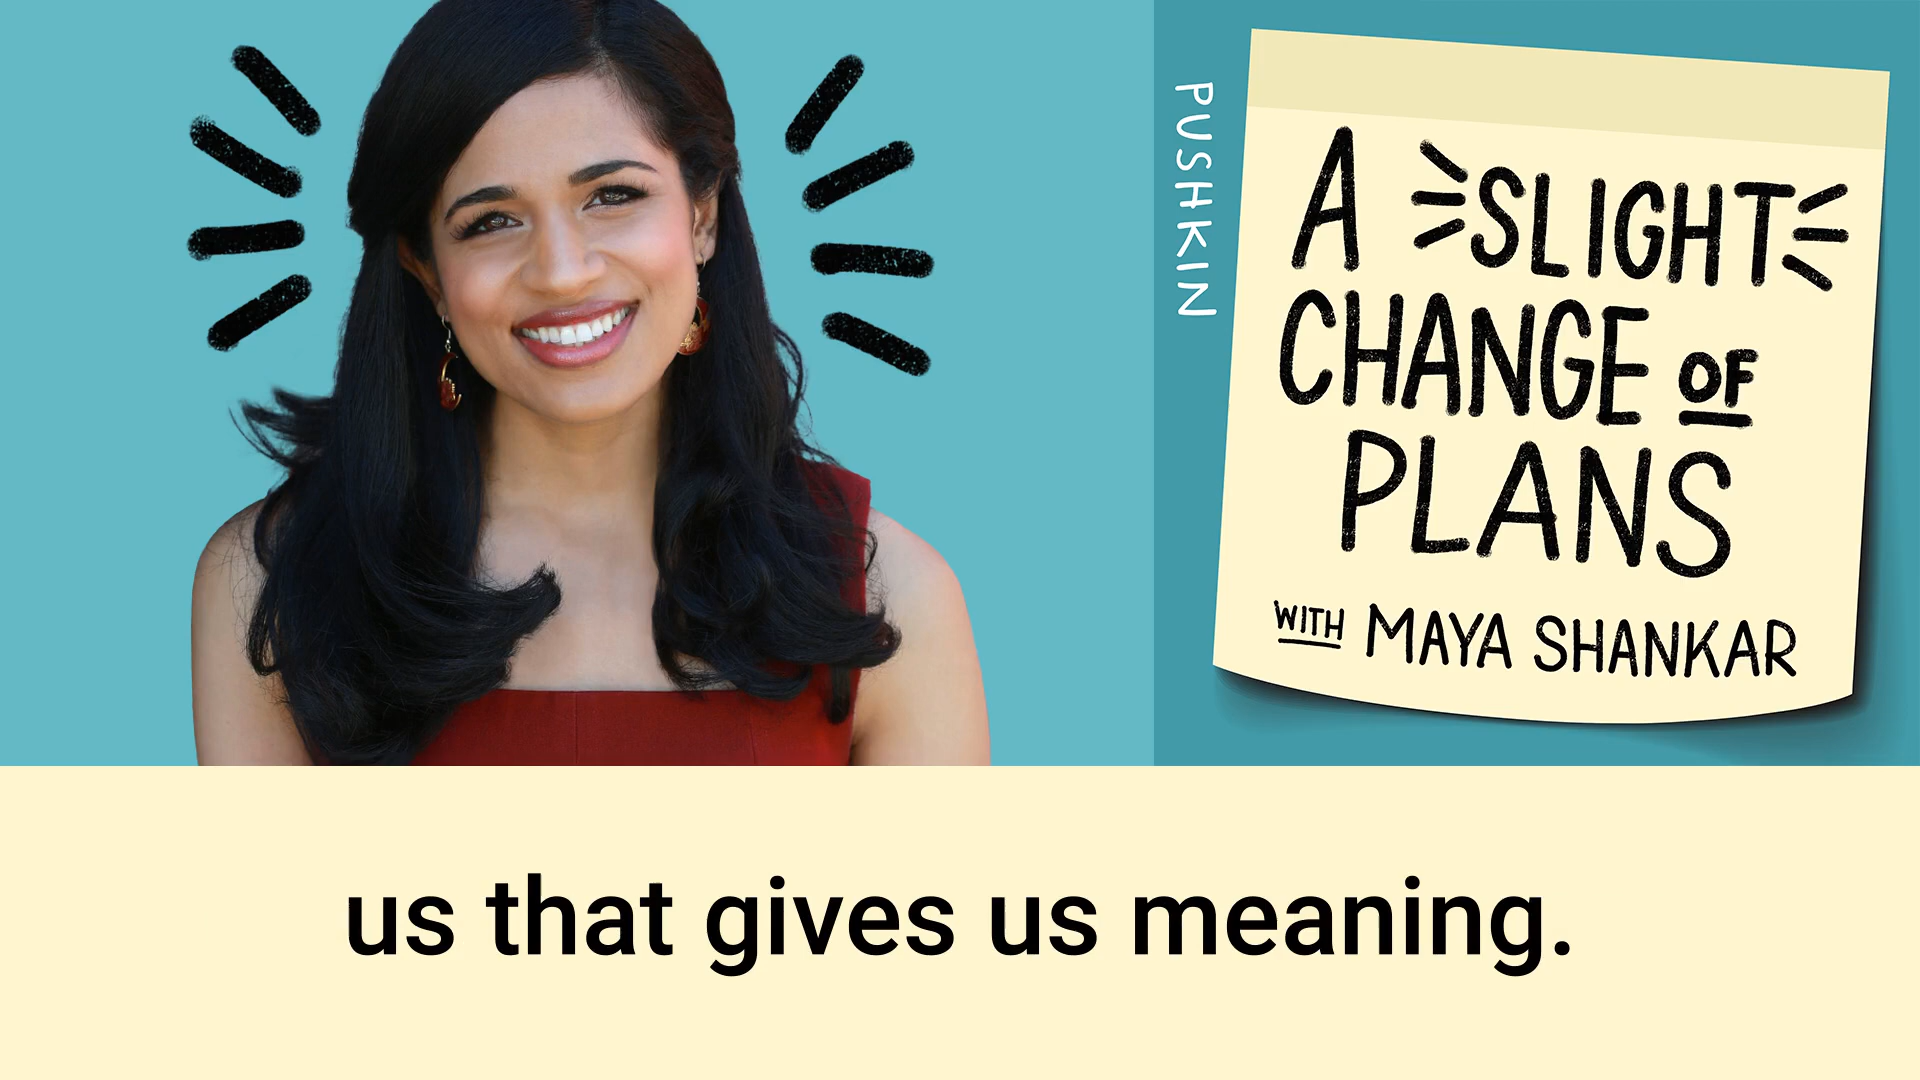 PUSHKIN
A SLIGHT
CHANGE OF
PLANS
WITH MAYA SHANKAR
us that gives us meaning.